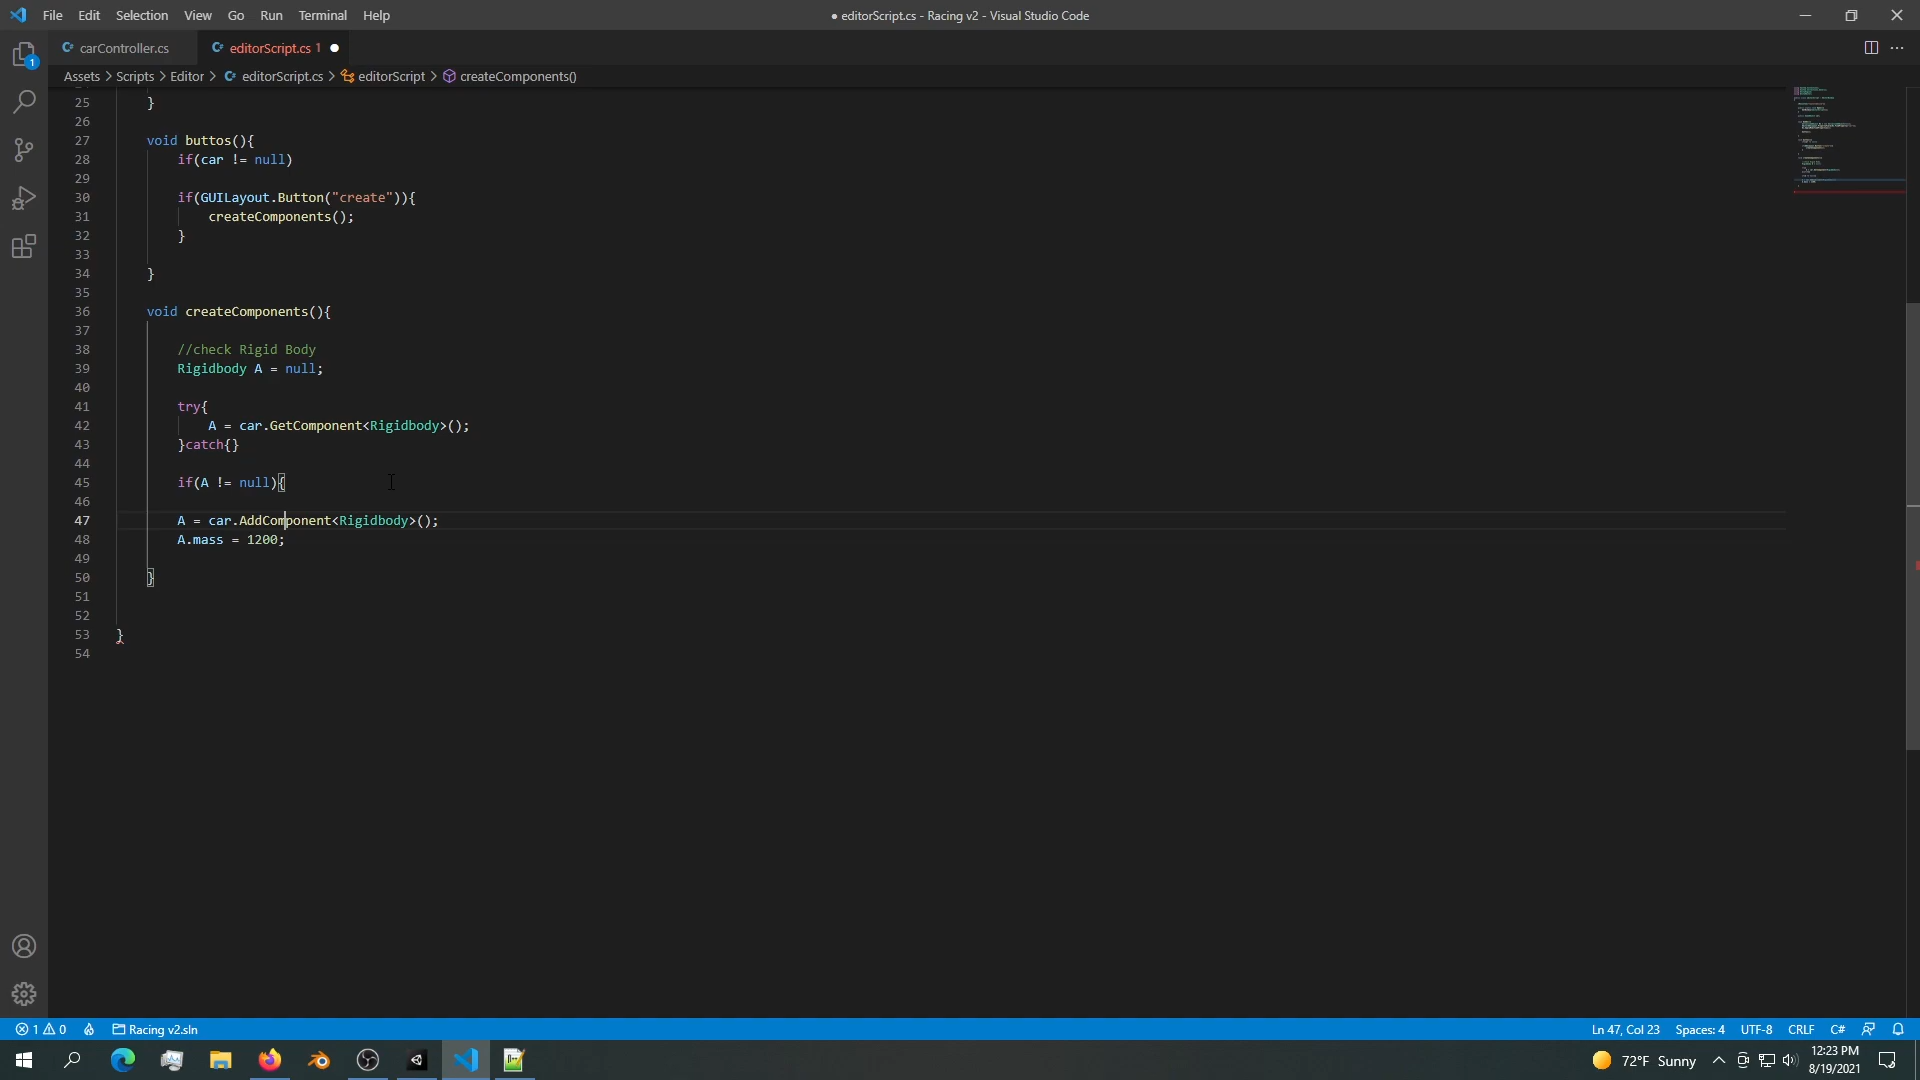 File Edit Selection View Go Run Terminal Help
● editorScript.cs - Racing v2 - Visual Studio Code
carController.cs
editorScript.cs 1
Assets > Scripts > Editor > editorScript.cs > editorScript > createComponents()
25 }
26
27 void buttos(){
28 if(car != null)
29
30 if(GUILayout.Button("create")){
31 createComponents();
32 }
33
34 }
35
36 void createComponents(){
37
38 //check Rigid Body
39 Rigidbody A = null;
40
41 try{
42 A = car.GetComponent<Rigidbody>();
43 }catch{}
44
45 if(A != null){
46
47 A = car.AddComponent<Rigidbody>();
48 A.mass = 1200;
49
50 }
51
52
53 }
54
1 0 Racing v2.sln
Ln 47, Col 23 Spaces: 4 UTF-8 CRLF C#
72°F Sunny
12:23 PM
8/19/2021